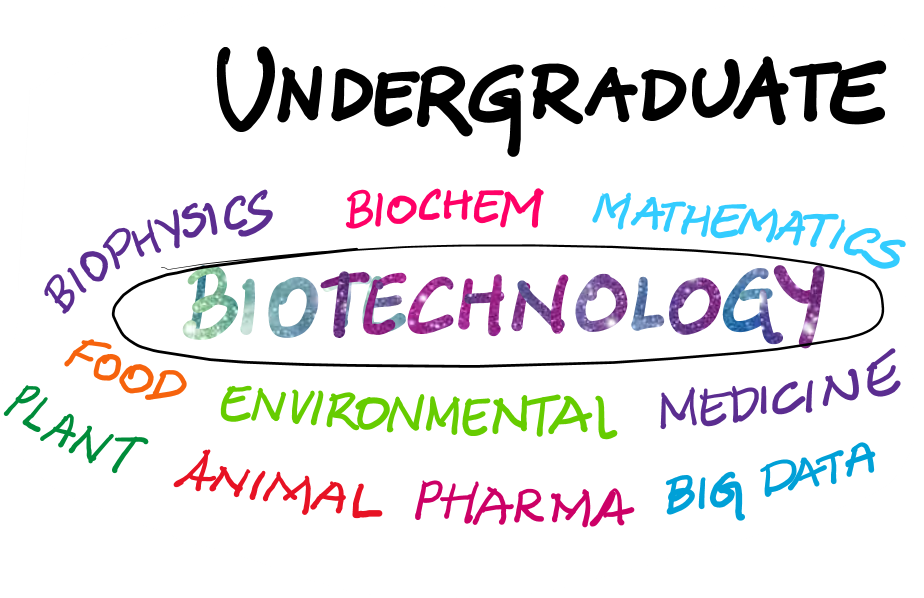 UNDERGRADUATE
BIOPHYSICS BIOCHEM MATHEMATICS
BIOTECHNOLOGY
FOOD ENVIRONMENTAL MEDICINE
PLANT ANIMAL PHARMA BIG DATA